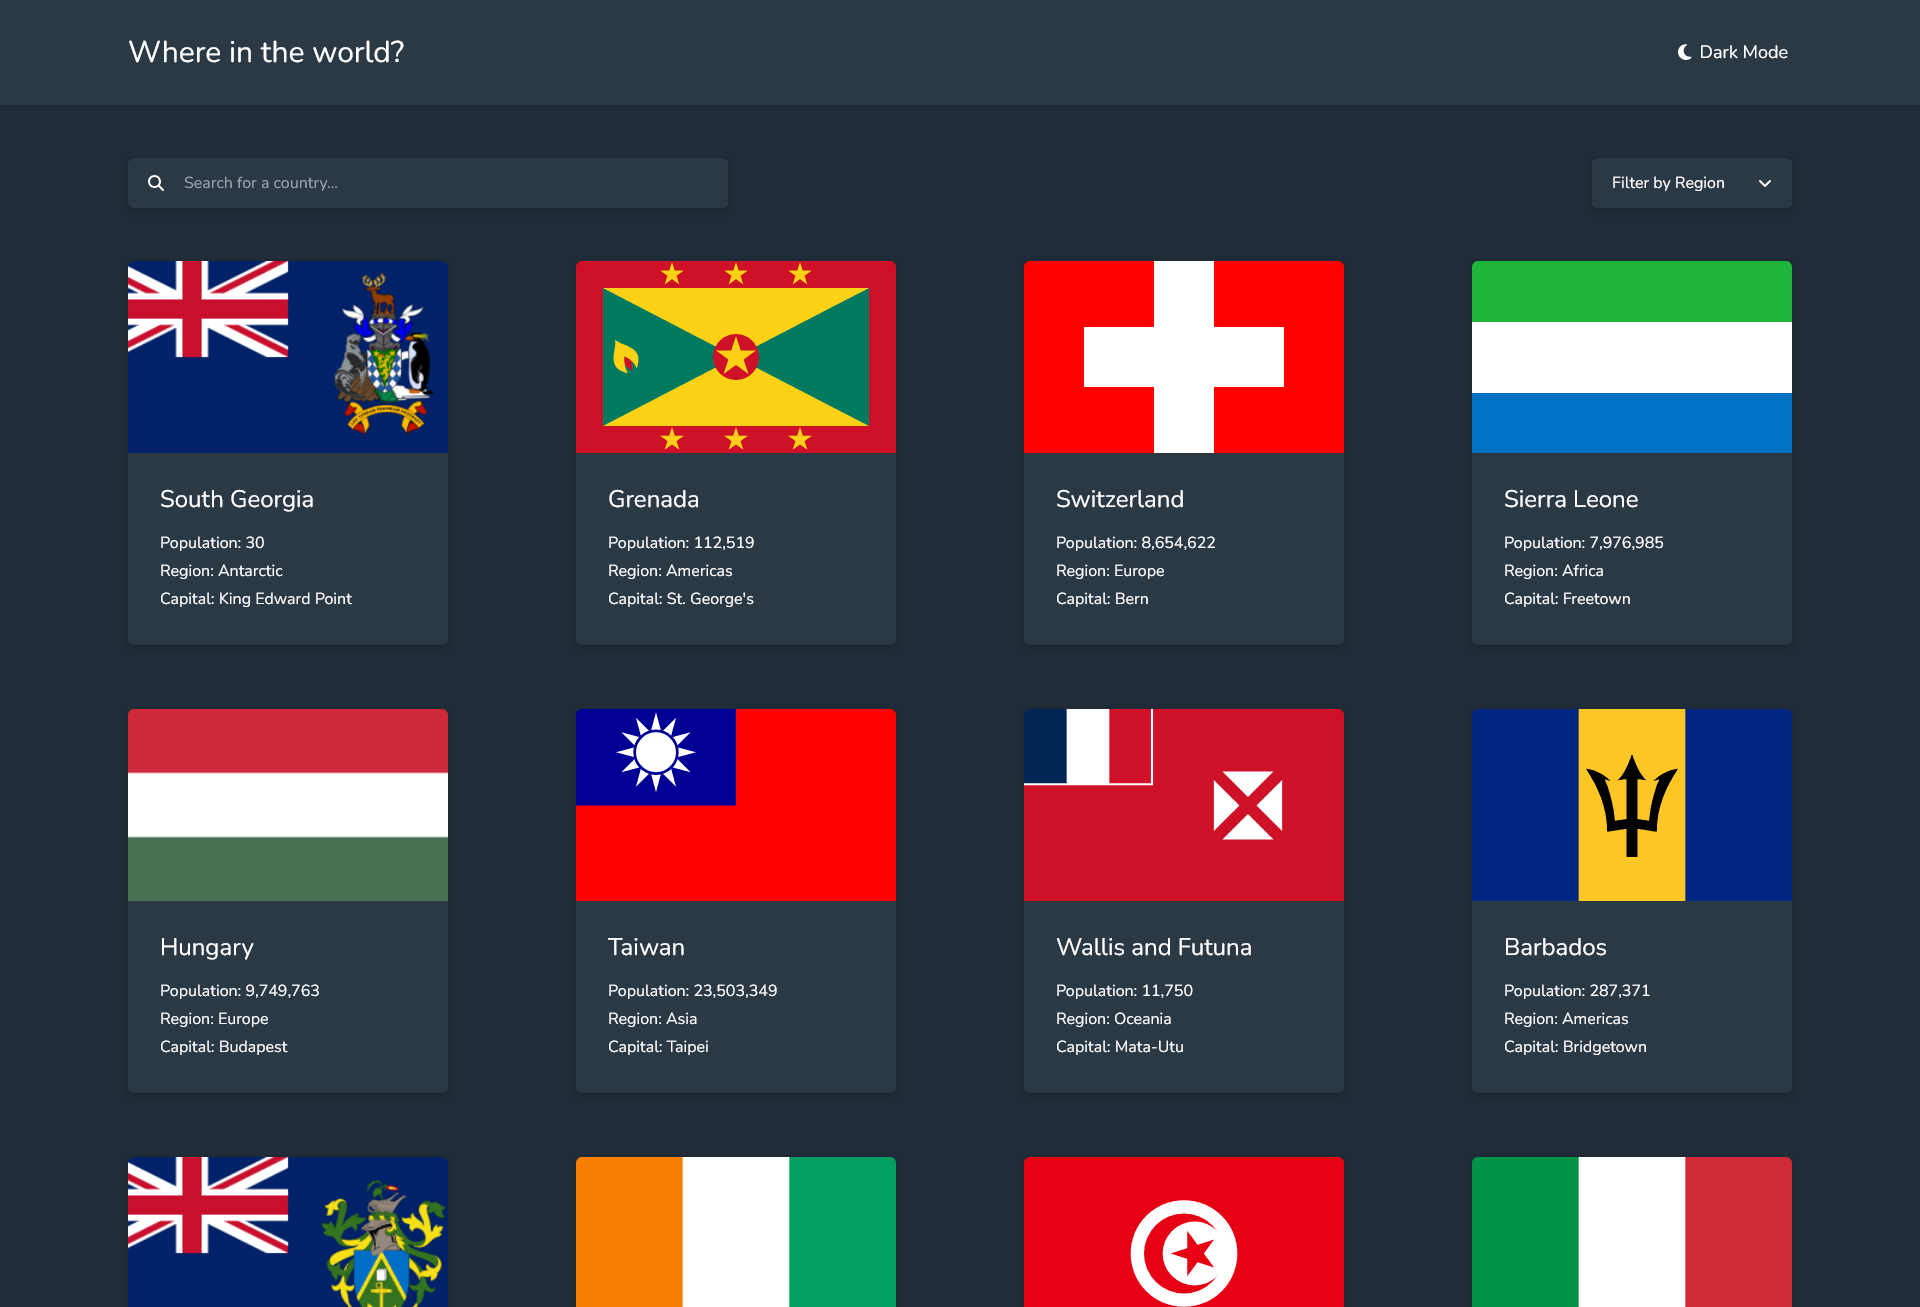 Where in the world?
Dark Mode
Search for a country...
Filter by Region
South Georgia
Population: 30
Region: Antarctic
Capital: King Edward Point
Grenada
Population: 112,519
Region: Americas
Capital: St. George's
Switzerland
Population: 8,654,622
Region: Europe
Capital: Bern
Sierra Leone
Population: 7,976,985
Region: Africa
Capital: Freetown
Hungary
Population: 9,749,763
Region: Europe
Capital: Budapest
Taiwan
Population: 23,503,349
Region: Asia
Capital: Taipei
Wallis and Futuna
Population: 11,750
Region: Oceania
Capital: Mata-Utu
Barbados
Population: 287,371
Region: Americas
Capital: Bridgetown